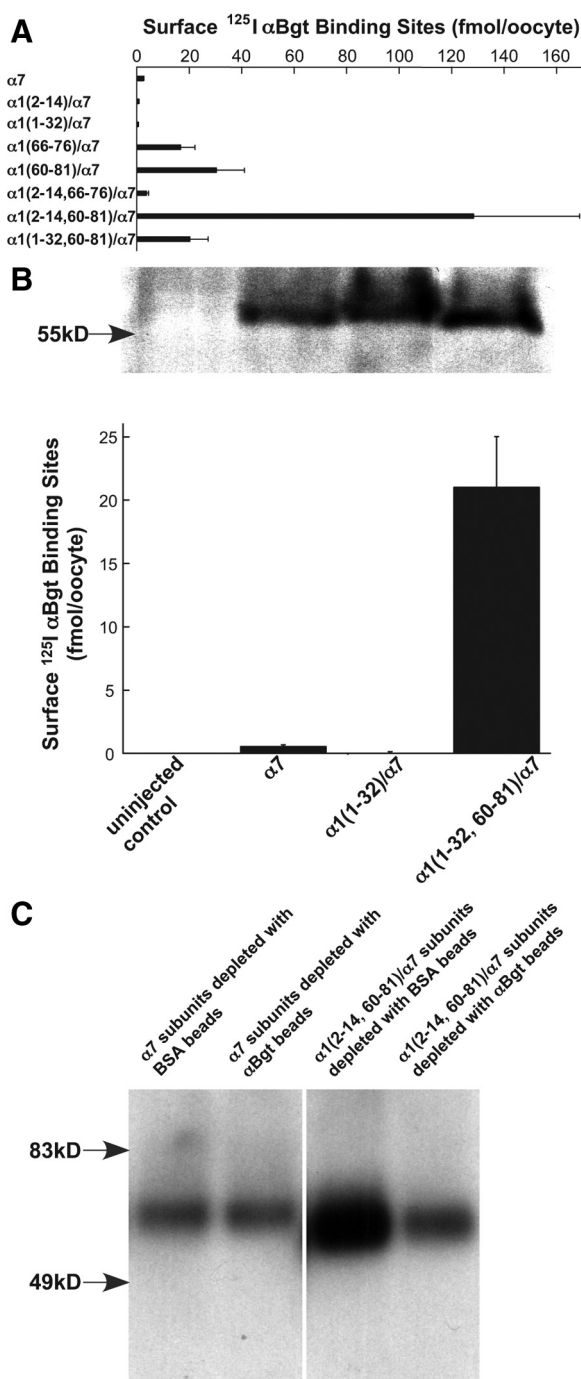 A
Surface ¹²⁵I αBgt Binding Sites (fmol/oocyte)
0 20 40 60 80 100 120 140 160
α7
α1(2-14)/α7
α1(1-32)/α7
α1(66-76)/α7
α1(60-81)/α7
α1(2-14,66-76)/α7
α1(2-14,60-81)/α7
α1(1-32,60-81)/α7
B
55kD
Surface ¹²⁵I αBgt Binding Sites
(fmol/oocyte)
25
20
15
10
5
0
uninjected
control
α7
α1(1-32)/α7
α1(1-32, 60-81)/α7
C
α7 subunits depleted with
BSA beads
α7 subunits depleted with
αBgt beads
α1(2-14, 60-81)/α7 subunits
depleted with BSA beads
α1(2-14, 60-81)/α7 subunits
depleted with αBgt beads
83kD
49kD